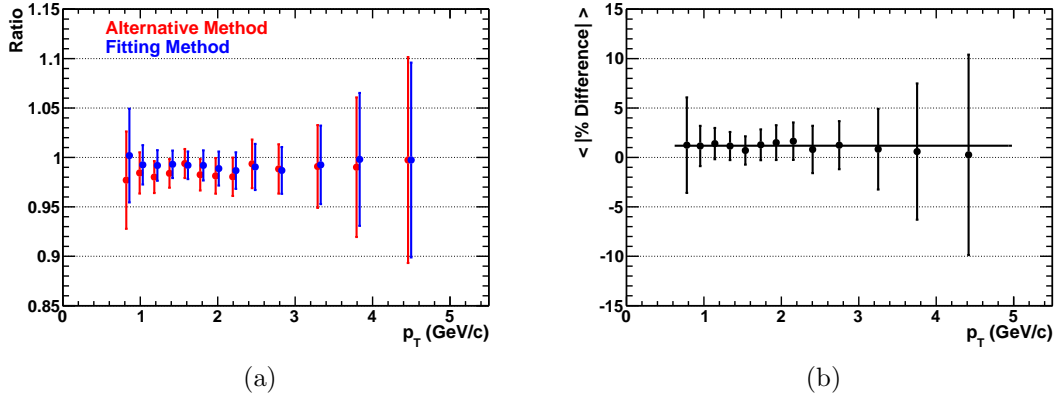 Ratio
Alternative Method
Fitting Method
1.15
1.1
1.05
1
0.95
0.9
0.85
0 1 2 3 4 5
p_T (GeV/c)
(a)
< |% Difference| >
15
10
5
0
−5
−10
−15
0 1 2 3 4 5
p_T (GeV/c)
(b)